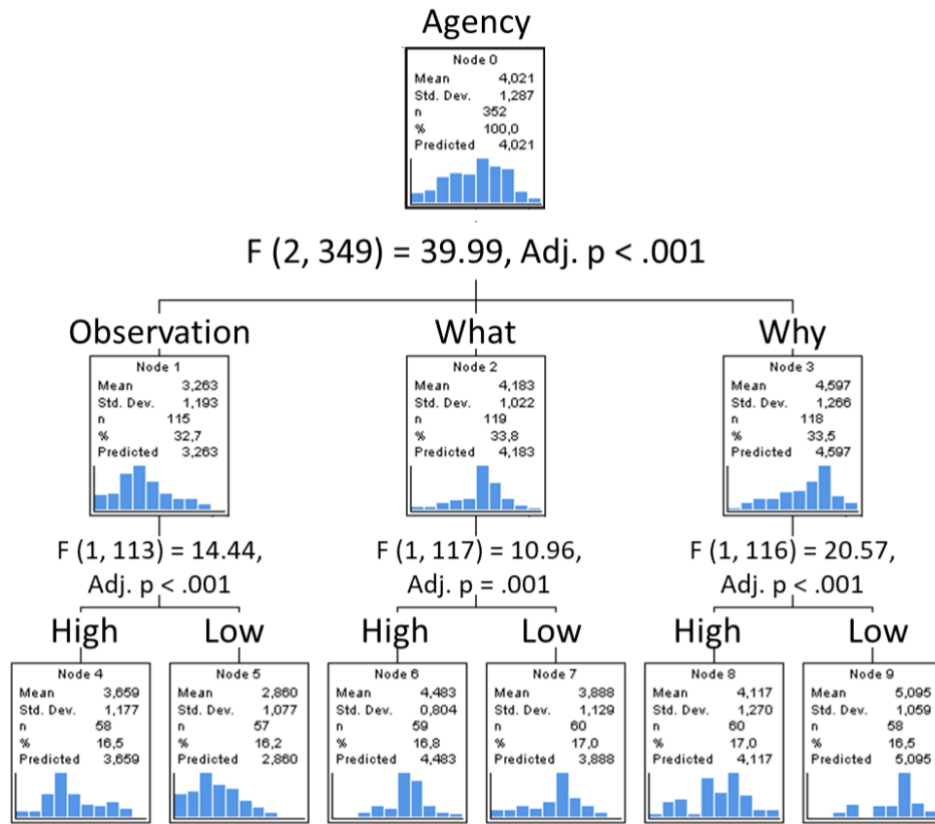 Agency
Node 0
Mean 4,021
Std. Dev. 1,287
n 352
% 100,0
Predicted 4,021
F (2, 349) = 39.99, Adj. p < .001
Observation
Node 1
Mean 3,263
Std. Dev. 1,193
n 115
% 32,7
Predicted 3,263
What
Node 2
Mean 4,183
Std. Dev. 1,022
n 119
% 33,8
Predicted 4,183
Why
Node 3
Mean 4,597
Std. Dev. 1,266
n 118
% 33,5
Predicted 4,597
F (1, 113) = 14.44,
Adj. p < .001
F (1, 117) = 10.96,
Adj. p = .001
F (1, 116) = 20.57,
Adj. p < .001
High
Node 4
Mean 3,659
Std. Dev. 1,177
n 58
% 16,5
Predicted 3,659
Low
Node 5
Mean 2,860
Std. Dev. 1,077
n 57
% 16,2
Predicted 2,860
High
Node 6
Mean 4,483
Std. Dev. 0,804
n 59
% 16,8
Predicted 4,483
Low
Node 7
Mean 3,888
Std. Dev. 1,129
n 60
% 17,0
Predicted 3,888
High
Node 8
Mean 4,117
Std. Dev. 1,270
n 60
% 17,0
Predicted 4,117
Low
Node 9
Mean 5,095
Std. Dev. 1,059
n 58
% 16,5
Predicted 5,095